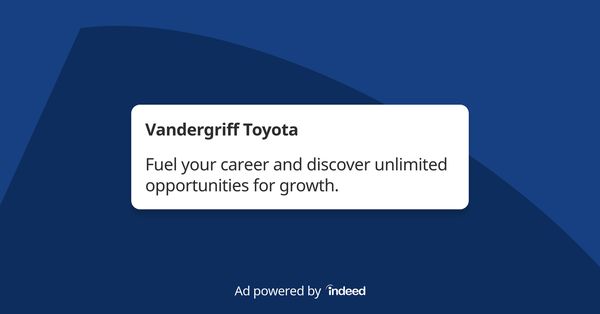 Vandergriff Toyota
Fuel your career and discover unlimited
opportunities for growth.
Ad powered by indeed